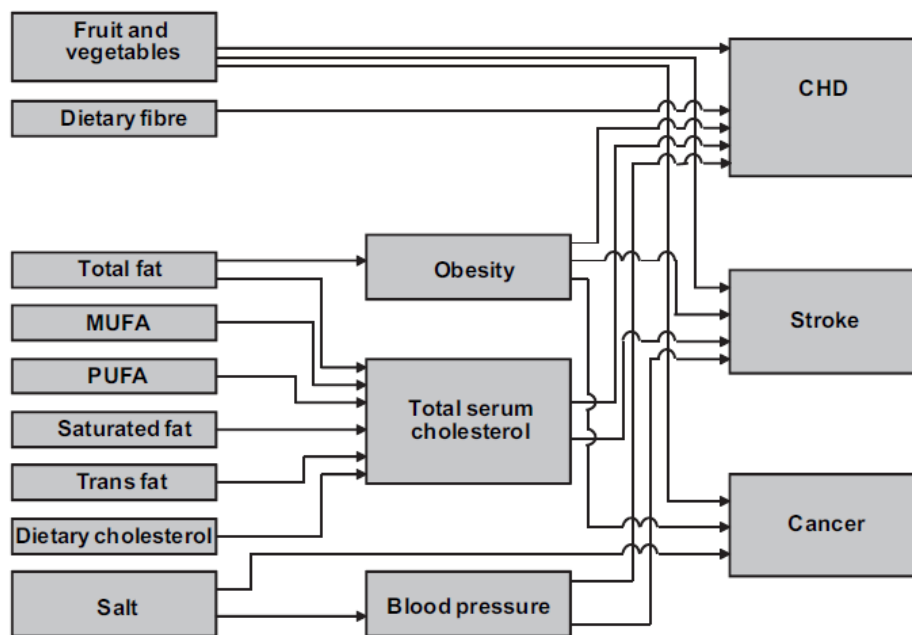 Fruit and
vegetables
CHD
Dietary fibre
Total fat
Obesity
MUFA
Stroke
PUFA
Total serum
cholesterol
Saturated fat
Trans fat
Dietary cholesterol
Cancer
Salt
Blood pressure